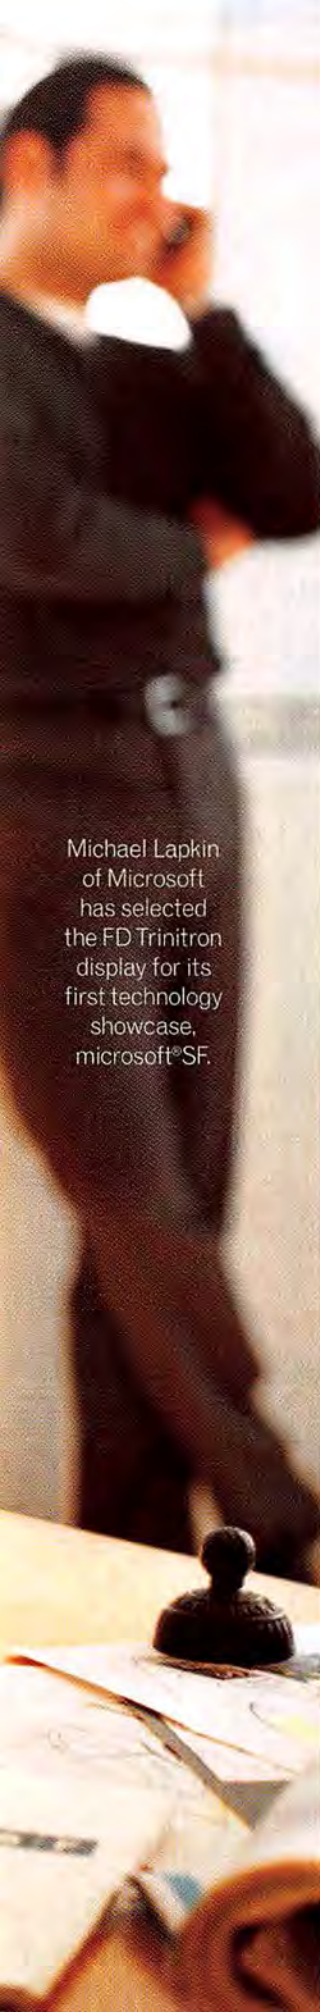 Michael Lapkin
of Microsoft
has selected
the FD Trinitron
display for its
first technology
showcase,
microsoft®SF.